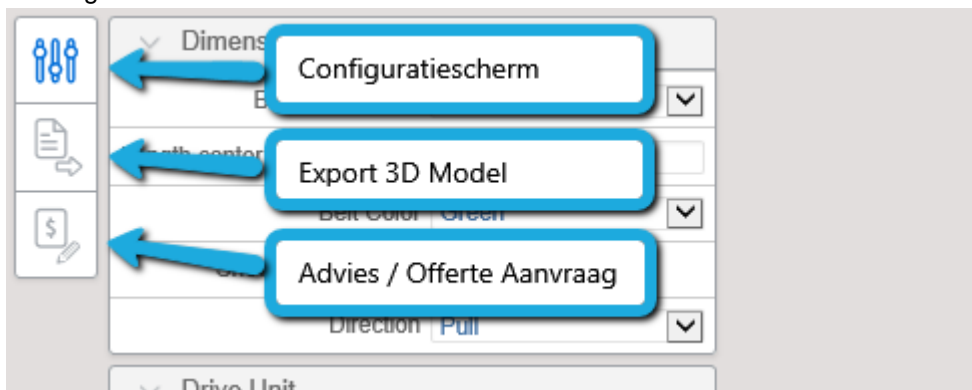 Dimens
Configuratiescherm
Export 3D Model
Belt Color Green
Advies / Offerte Aanvraag
Direction Pull
Drive Unit